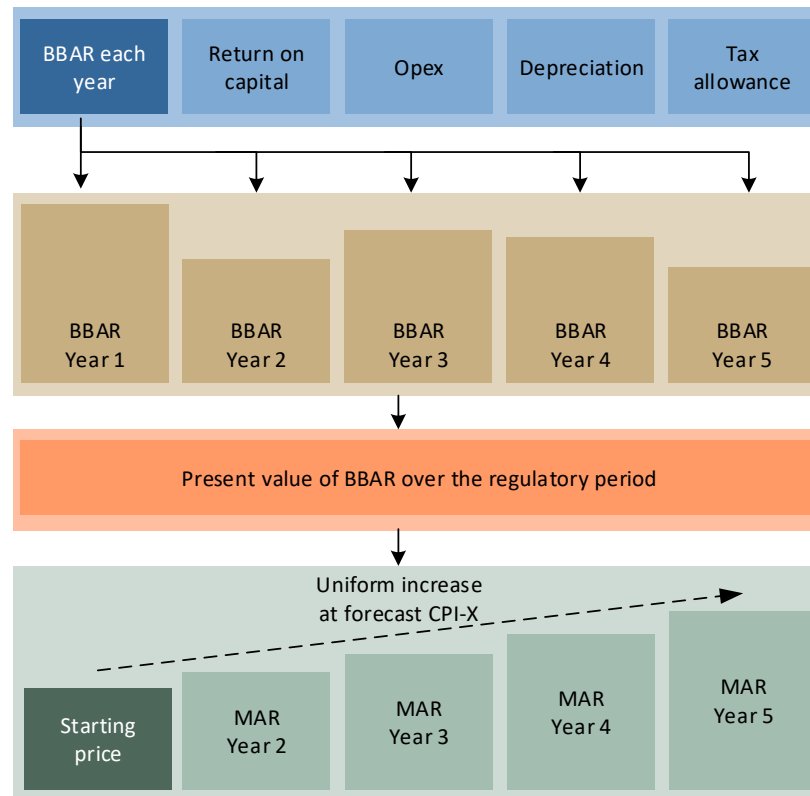 BBAR each
year
Return on
capital
Opex
Depreciation
Tax
allowance
BBAR
Year 1
BBAR
Year 2
BBAR
Year 3
BBAR
Year 4
BBAR
Year 5
Present value of BBAR over the regulatory period
Uniform increase
at forecast CPI-X
Starting
price
MAR
Year 2
MAR
Year 3
MAR
Year 4
MAR
Year 5